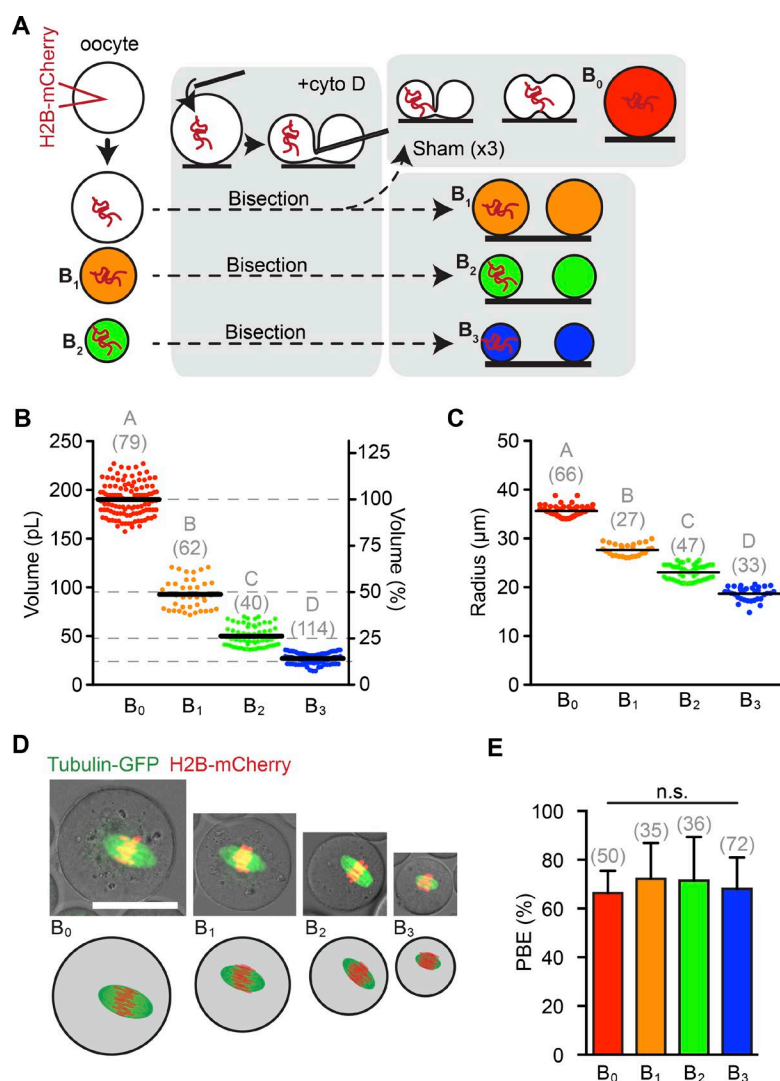 A
oocyte
H2B-mCherry
+cyto D
B₀
Sham (x3)
Bisection
B₁
B₁
Bisection
B₂
B₂
Bisection
B₃
B
Volume (pL)
250
200
150
100
50
0
A
(79)
B
(62)
C
(40)
D
(114)
125
100
75
50
25
0
Volume (%)
B₀ B₁ B₂ B₃
C
Radius (µm)
50
40
30
20
10
0
A
(66)
B
(27)
C
(47)
D
(33)
B₀ B₁ B₂ B₃
D
Tubulin-GFP H2B-mCherry
B₀ B₁ B₂ B₃
E
n.s.
PBE (%)
100
80
60
40
20
0
(50) (35) (36) (72)
B₀ B₁ B₂ B₃